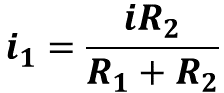 i₁ = iR₂ / (R₁ + R₂)